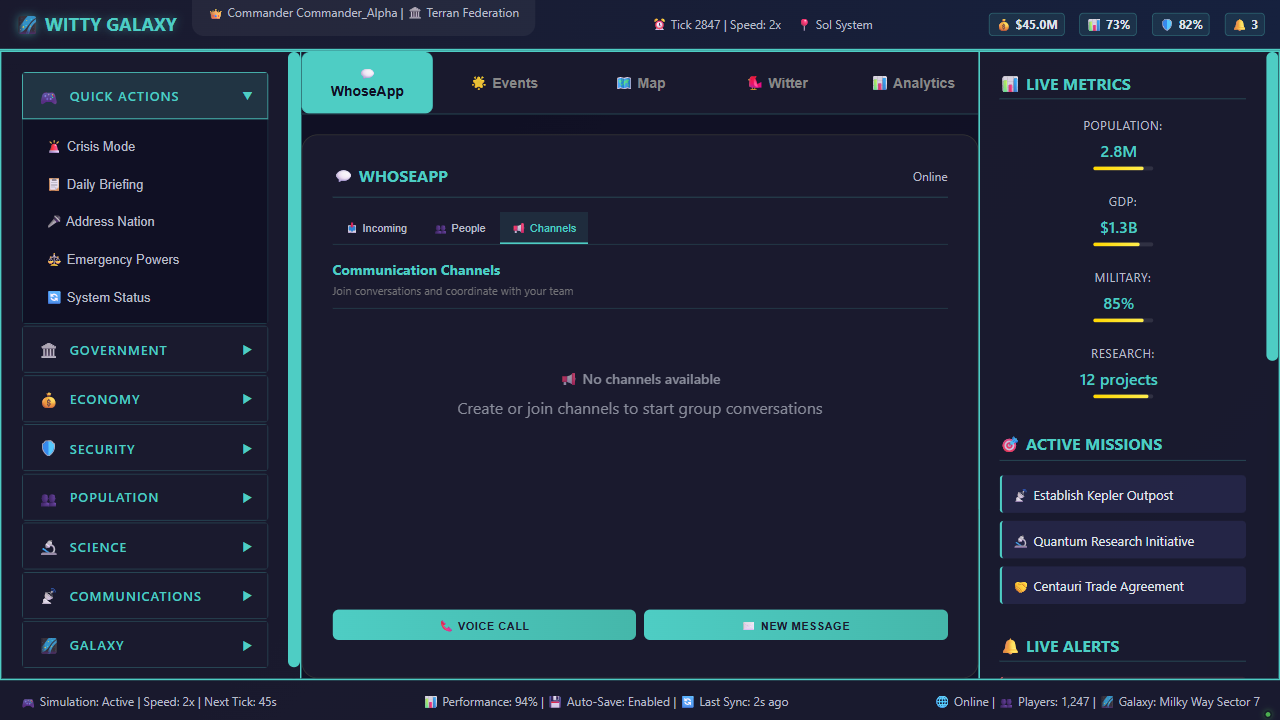 WITTY GALAXY
Commander Commander_Alpha | Terran Federation
Tick 2847 | Speed: 2x
Sol System
$45.0M
73%
82%
3
QUICK ACTIONS
Crisis Mode
Daily Briefing
Address Nation
Emergency Powers
System Status
GOVERNMENT
ECONOMY
SECURITY
POPULATION
SCIENCE
COMMUNICATIONS
GALAXY
WhoseApp
Events
Map
Witter
Analytics
WHOSEAPP
Online
Incoming
People
Channels
Communication Channels
Join conversations and coordinate with your team
No channels available
Create or join channels to start group conversations
VOICE CALL
NEW MESSAGE
LIVE METRICS
POPULATION:
2.8M
GDP:
$1.3B
MILITARY:
85%
RESEARCH:
12 projects
ACTIVE MISSIONS
Establish Kepler Outpost
Quantum Research Initiative
Centauri Trade Agreement
LIVE ALERTS
Simulation: Active | Speed: 2x | Next Tick: 45s
Performance: 94% | Auto-Save: Enabled | Last Sync: 2s ago
Online | Players: 1,247 | Galaxy: Milky Way Sector 7